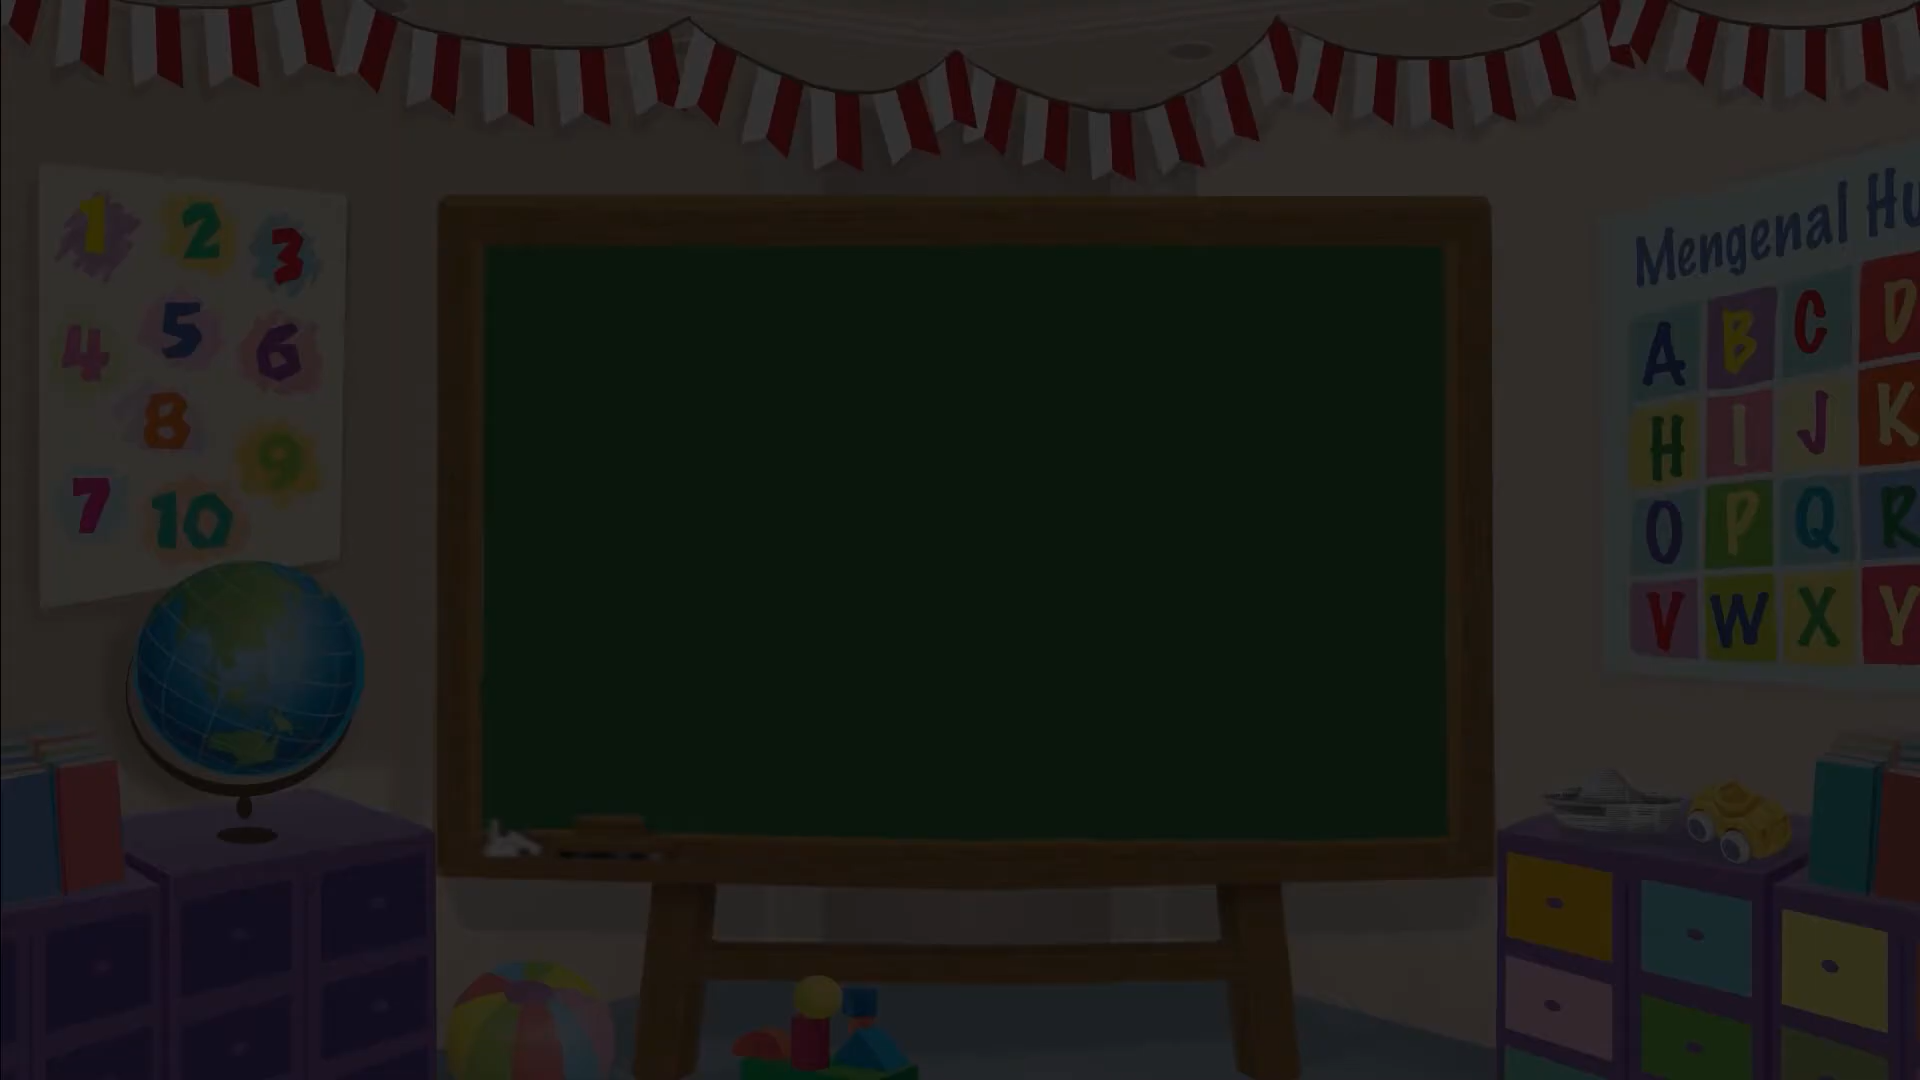 1 2 3
4 5 6
8 9
7 10
Mengenal Hu
A B C D
H I J K
O P Q R
V W X Y